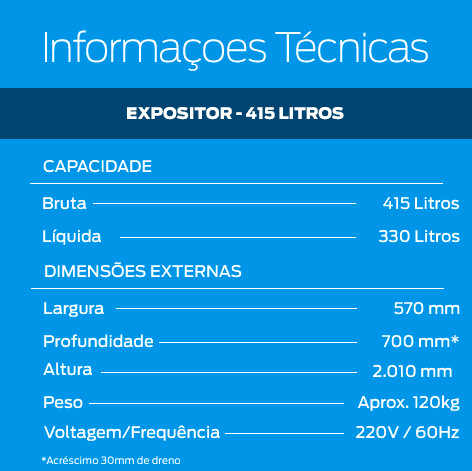 Informaçoes Técnicas
EXPOSITOR - 415 LITROS
CAPACIDADE
Bruta 415 Litros
Líquida 330 Litros
DIMENSÕES EXTERNAS
Largura 570 mm
Profundidade 700 mm*
Altura 2.010 mm
Peso Aprox. 120kg
Voltagem/Frequência 220V / 60Hz
*Acréscimo 30mm de dreno